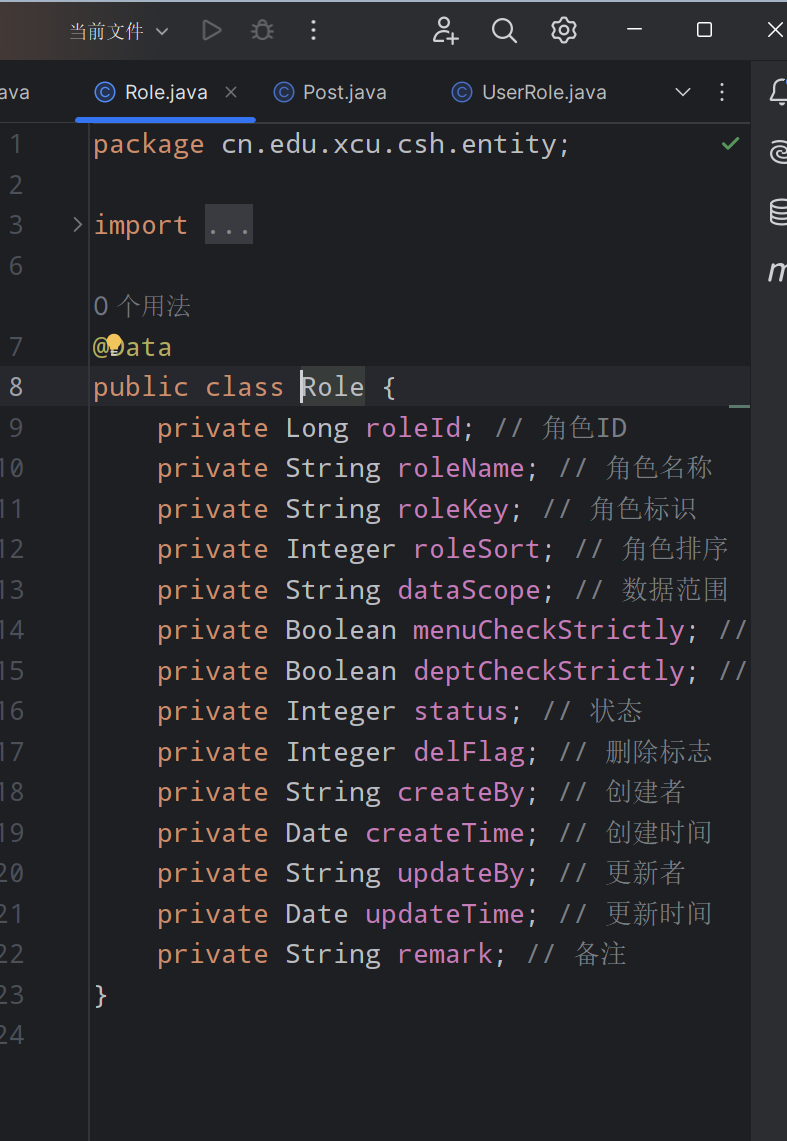 当前文件
ava Role.java Post.java UserRole.java
1 package cn.edu.xcu.csh.entity;
2
3 import ...
6
0 个用法
7 @Data
8 public class Role {
9 private Long roleId; // 角色ID
10 private String roleName; // 角色名称
11 private String roleKey; // 角色标识
12 private Integer roleSort; // 角色排序
13 private String dataScope; // 数据范围
14 private Boolean menuCheckStrictly; //
15 private Boolean deptCheckStrictly; //
16 private Integer status; // 状态
17 private Integer delFlag; // 删除标志
18 private String createBy; // 创建者
19 private Date createTime; // 创建时间
20 private String updateBy; // 更新者
21 private Date updateTime; // 更新时间
22 private String remark; // 备注
23 }
24